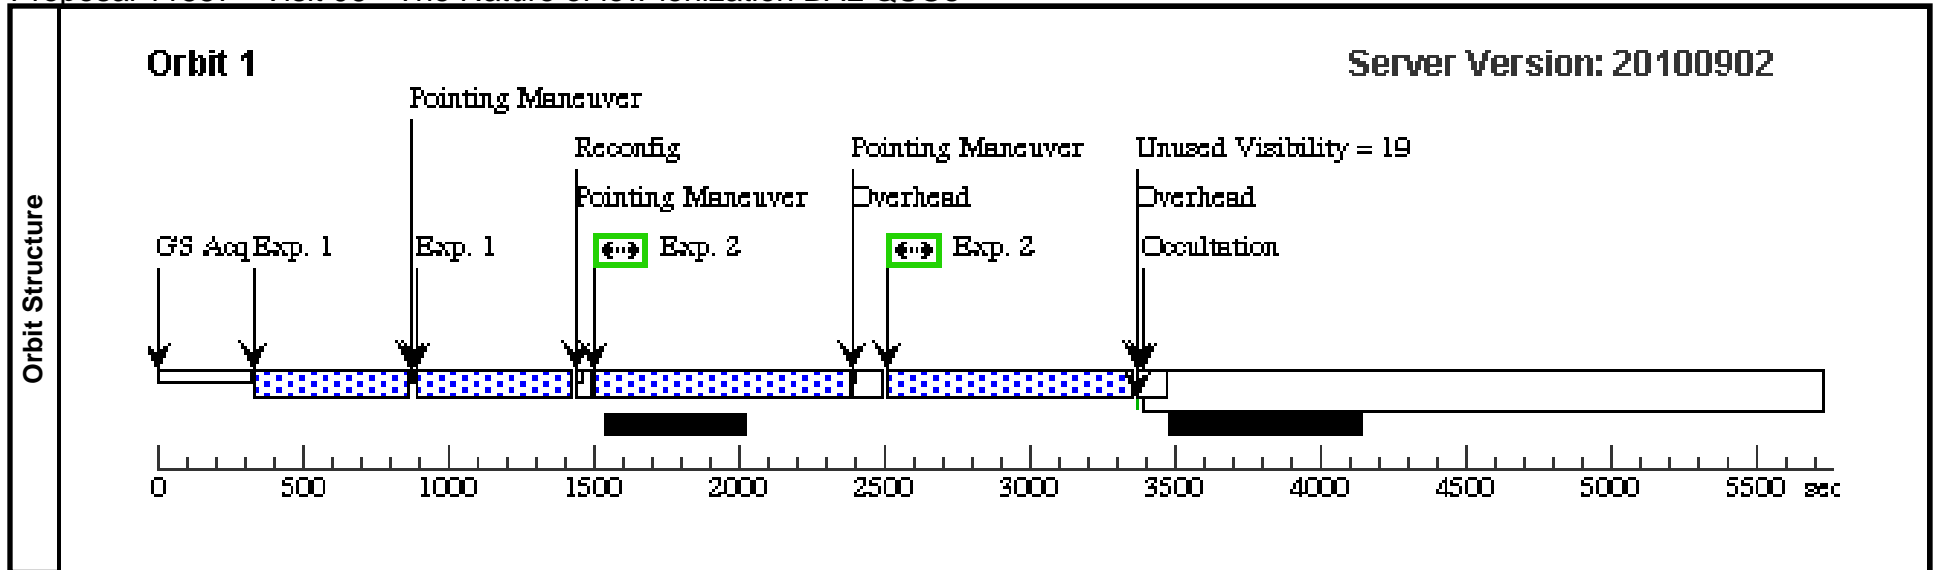 Orbit 1
Server Version: 20100902
Pointing Maneuver
Reconfig
Pointing Maneuver
Unused Visibility = 19
Pointing Maneuver
Overhead
Overhead
GS Acq
Exp. 1
Exp. 1
Exp. 2
Exp. 2
Occultation
Orbit Structure
0 500 1000 1500 2000 2500 3000 3500 4000 4500 5000 5500 sec